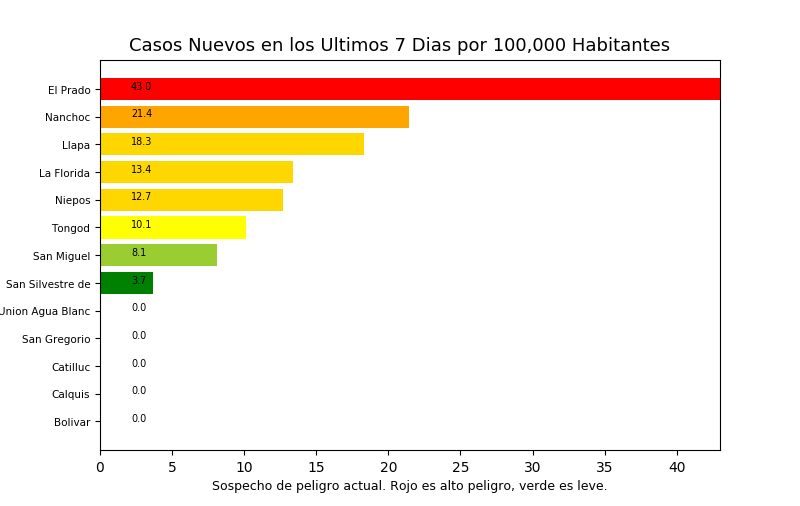 Casos Nuevos en los Ultimos 7 Dias por 100,000 Habitantes
El Prado 43.0
Nanchoc 21.4
Llapa 18.3
La Florida 13.4
Niepos 12.7
Tongod 10.1
San Miguel 8.1
San Silvestre de 3.7
Union Agua Blanc 0.0
San Gregorio 0.0
Catilluc 0.0
Calquis 0.0
Bolivar 0.0
0 5 10 15 20 25 30 35 40
Sospecho de peligro actual. Rojo es alto peligro, verde es leve.